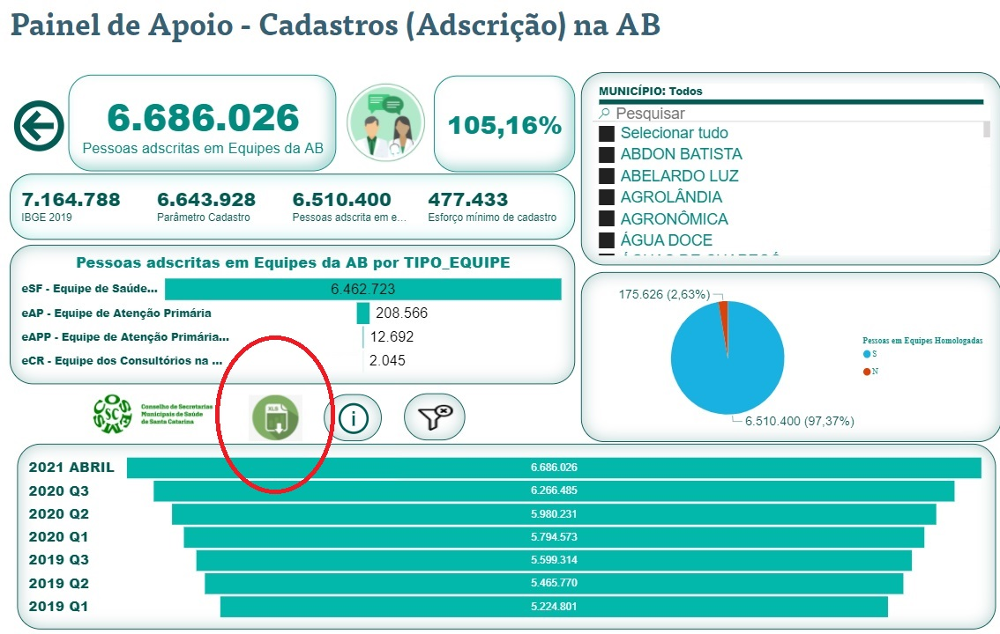 Painel de Apoio - Cadastros (Adscrição) na AB
6.686.026
Pessoas adscritas em Equipes da AB
105,16%
7.164.788
IBGE 2019
6.643.928
Parâmetro Cadastro
6.510.400
Pessoas adscrita em e...
477.433
Esforço mínimo de cadastro
MUNICÍPIO: Todos
Pesquisar
Selecionar tudo
ABDON BATISTA
ABELARDO LUZ
AGROLÂNDIA
AGRONÔMICA
ÁGUA DOCE
Pessoas adscritas em Equipes da AB por TIPO_EQUIPE
eSF - Equipe de Saúde... 6.462.723
eAP - Equipe de Atenção Primária 208.566
eAPP - Equipe de Atenção Primária... 12.692
eCR - Equipe dos Consultórios na ... 2.045
175.626 (2,63%)
6.510.400 (97,37%)
Pessoas em Equipes Homologadas
S
N
Conselho de Secretarias
Municipais de Saúde
de Santa Catarina
XLS
2021 ABRIL 6.686.026
2020 Q3 6.266.485
2020 Q2 5.980.231
2020 Q1 5.794.573
2019 Q3 5.599.314
2019 Q2 5.465.770
2019 Q1 5.224.801